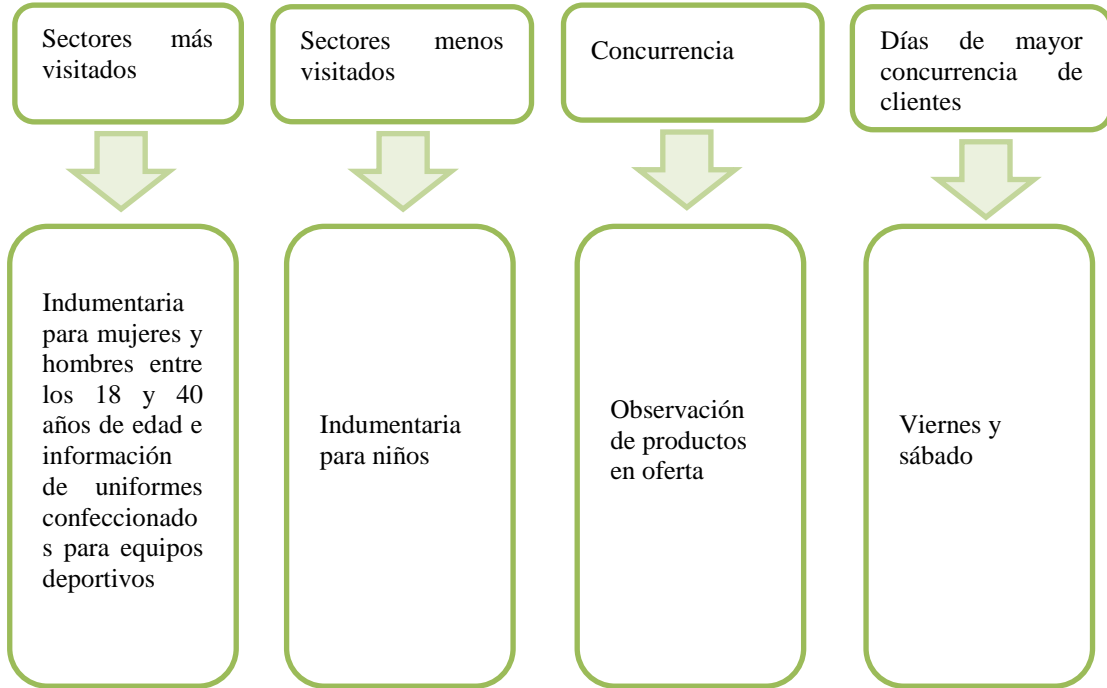 Sectores más
visitados
Sectores menos
visitados
Concurrencia
Días de mayor
concurrencia de
clientes
Indumentaria
para mujeres y
hombres entre
los 18 y 40
años de edad e
información
de uniformes
confeccionado
s para equipos
deportivos
Indumentaria
para niños
Observación
de productos
en oferta
Viernes y
sábado